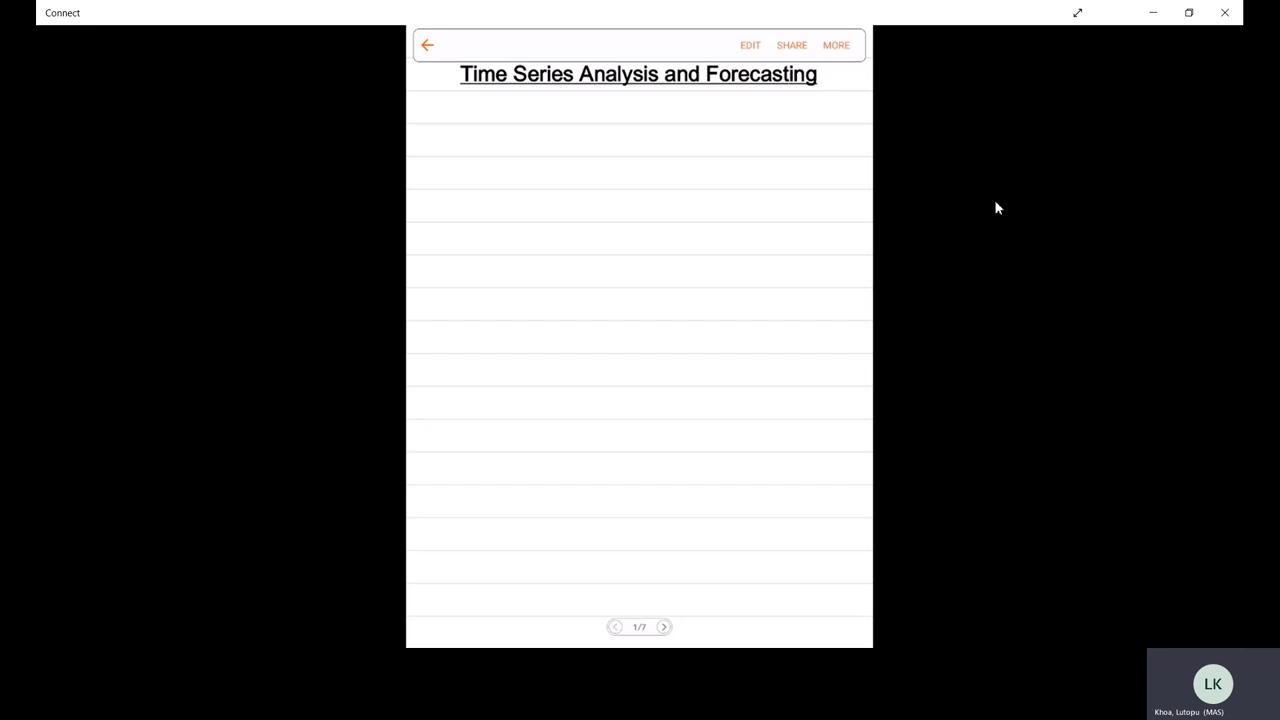 Connect
EDIT SHARE MORE
Time Series Analysis and Forecasting
1/7
LK
Khoa, Lutopu (MAS)